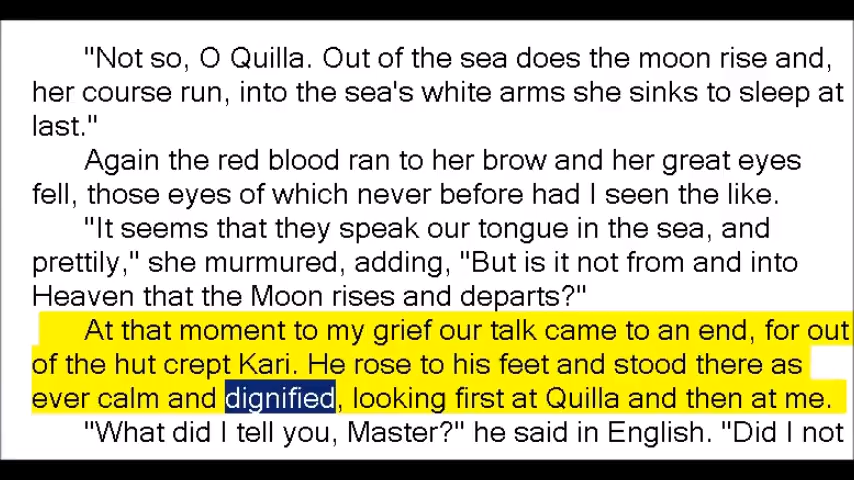 "Not so, O Quilla. Out of the sea does the moon rise and,
her course run, into the sea's white arms she sinks to sleep at
last."
Again the red blood ran to her brow and her great eyes
fell, those eyes of which never before had I seen the like.
"It seems that they speak our tongue in the sea, and
prettily," she murmured, adding, "But is it not from and into
Heaven that the Moon rises and departs?"
At that moment to my grief our talk came to an end, for out
of the hut crept Kari. He rose to his feet and stood there as
ever calm and dignified, looking first at Quilla and then at me.
"What did I tell you, Master?" he said in English. "Did I not